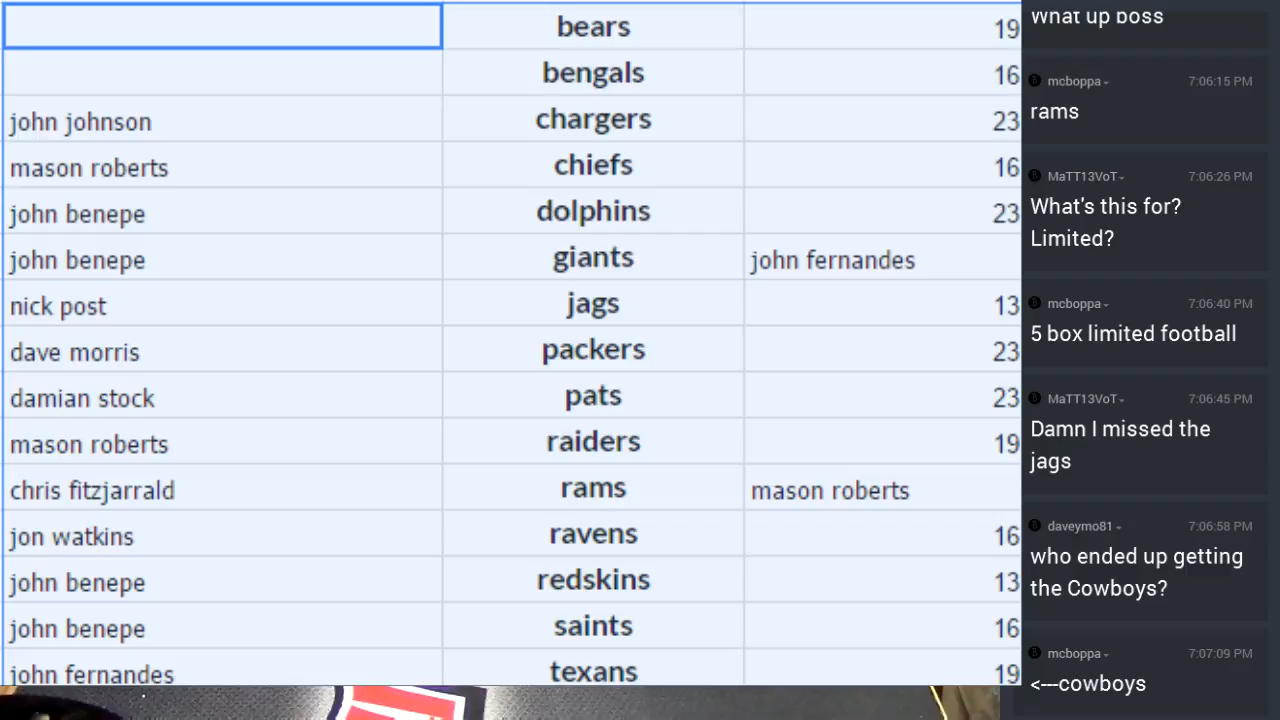 bears 19
bengals 16
john johnson chargers 23
mason roberts chiefs 16
john benepe dolphins 23
john benepe giants john fernandes
nick post jags 13
dave morris packers 23
damian stock pats 23
mason roberts raiders 19
chris fitzjarrald rams mason roberts
jon watkins ravens 16
john benepe redskins 13
john benepe saints 16
john fernandes texans 19
What up boss
mcboppa 7:06:15 PM
rams
MaTT13VoT 7:06:26 PM
What's this for?
Limited?
mcboppa 7:06:40 PM
5 box limited football
MaTT13VoT 7:06:45 PM
Damn I missed the
jags
daveymo81 7:06:58 PM
who ended up getting
the Cowboys?
mcboppa 7:07:09 PM
<---cowboys